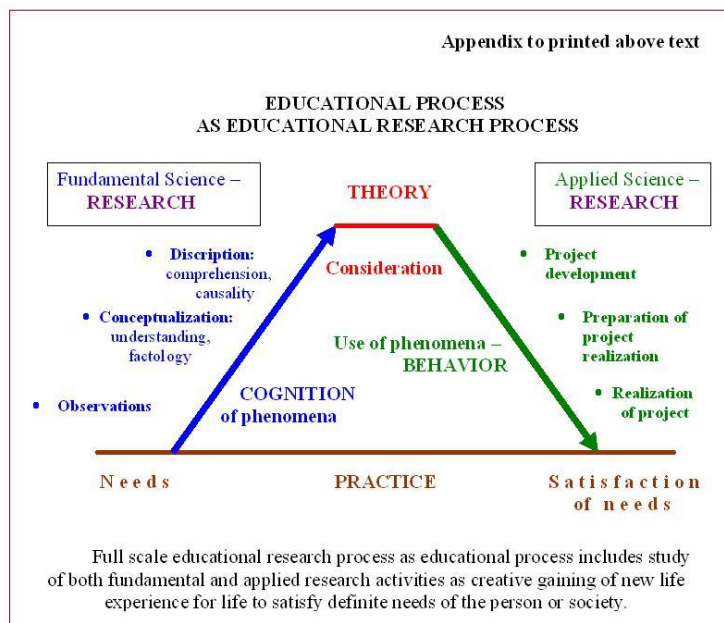 Appendix to printed above text
EDUCATIONAL PROCESS
AS EDUCATIONAL RESEARCH PROCESS
Fundamental Science –
RESEARCH
THEORY
Applied Science –
RESEARCH
• Discription:
comprehension,
causality
• Conceptualization:
understanding,
factology
• Observations
Consideration
COGNITION
of phenomena
Use of phenomena –
BEHAVIOR
• Project
development
• Preparation of
project
realization
• Realization
of project
Needs
PRACTICE
Satisfaction
of needs
Full scale educational research process as educational process includes study
of both fundamental and applied research activities as creative gaining of new life
experience for life to satisfy definite needs of the person or society.